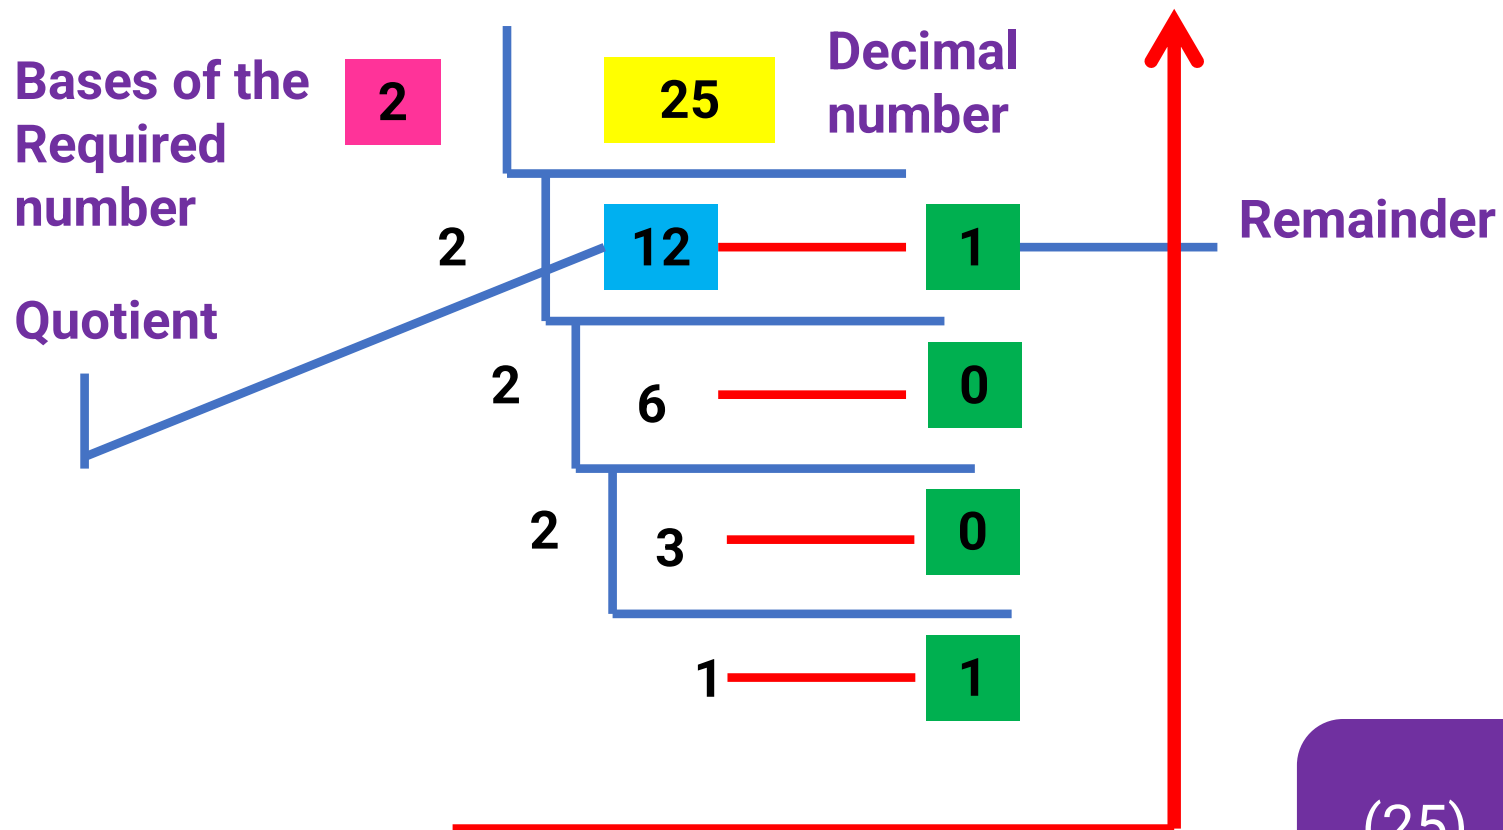 Bases of the
Required
number
2
25
Decimal
number
2
12
1
Remainder
Quotient
2
6
0
2
3
0
1
1
(25)